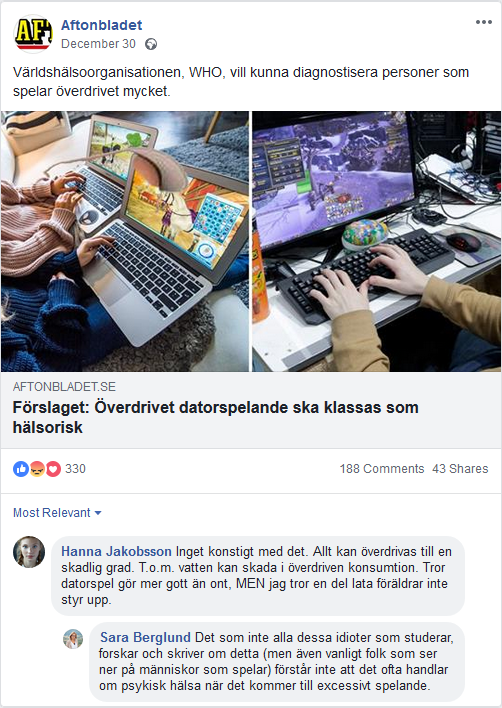 AF
Aftonbladet
December 30
Världshälsoorganisationen, WHO, vill kunna diagnostisera personer som
spelar överdrivet mycket.
AFTONBLADET.SE
Förslaget: Överdrivet datorspelande ska klassas som
hälsorisk
330
188 Comments 43 Shares
Most Relevant
Hanna Jakobsson Inget konstigt med det. Allt kan överdrivas till en
skadlig grad. T.o.m. vatten kan skada i överdriven konsumtion. Tror
datorspel gör mer gott än ont, MEN jag tror en del lata föräldrar inte
styr upp.
Sara Berglund Det som inte alla dessa idioter som studerar,
forskar och skriver om detta (men även vanligt folk som ser
ner på människor som spelar) förstår inte att det ofta handlar
om psykisk hälsa när det kommer till excessivt spelande.